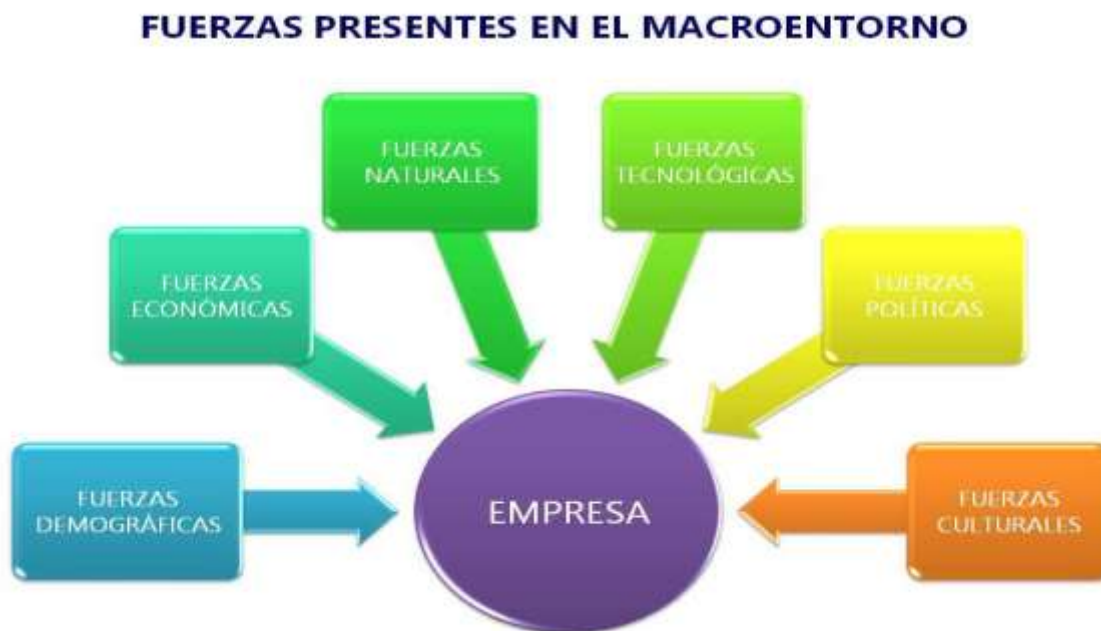 FUERZAS PRESENTES EN EL MACROENTORNO
FUERZAS
NATURALES
FUERZAS
TECNOLÓGICAS
FUERZAS
ECONÓMICAS
FUERZAS
POLÍTICAS
FUERZAS
DEMOGRÁFICAS
EMPRESA
FUERZAS
CULTURALES